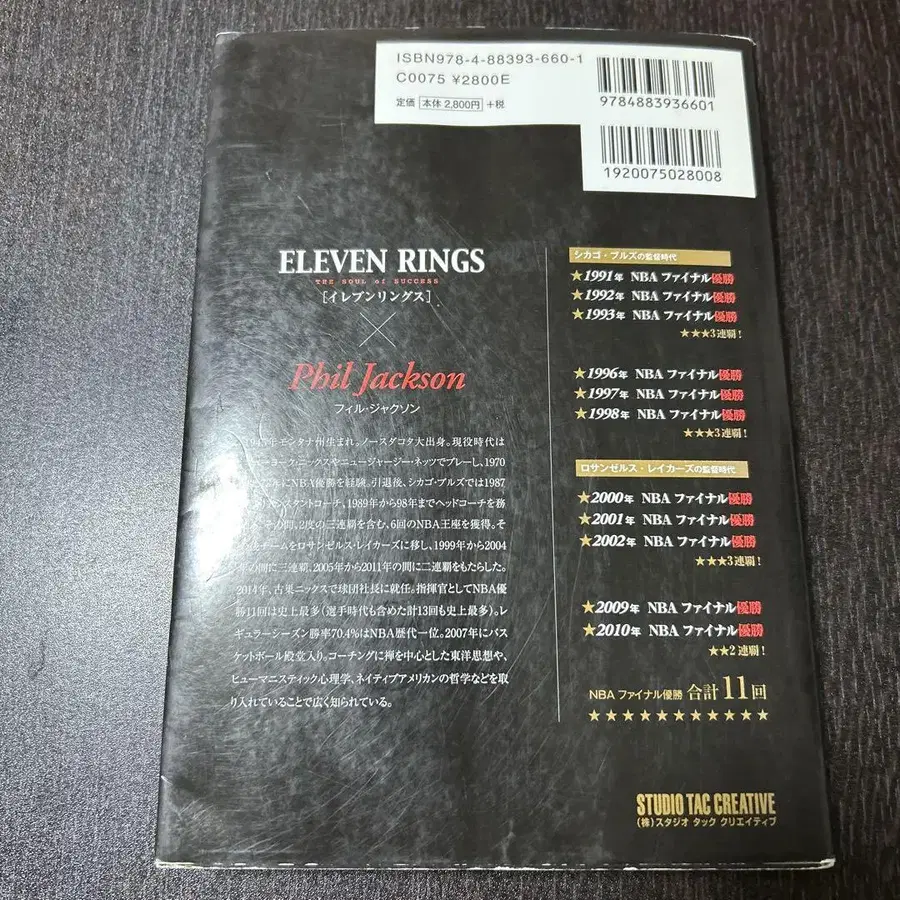 ISBN978-4-88393-660-1
C0075 ¥2800E
定価 本体 2,800円 +税
9784883936601
1920075028008
ELEVEN RINGS
THE SOUL of SUCCESS
[イレブンリングス]
×
Phil Jackson
フィル・ジャクソン
年モンタナ州生まれ。ノースダコタ大出身。現役時代は
ニックスやニュージャージー・ネッツでプレーし、1970
年にNBA優勝を経験。引退後、シカゴ・ブルズでは1987
タントコーチ、1989年から98年までヘッドコーチを務
間、2度の三連覇を含む、6回のNBA王座を獲得。そ
チームをロサンゼルス・レイカーズに移し、1999年から2004
の間に三連覇、2005年から2011年の間に二連覇をもたらした。
2014年、古巣ニックスで球団社長に就任。指揮官としてNBA優
勝11回は史上最多(選手時代も含めた計13回も史上最多)。レ
ギュラーシーズン勝率70.4%はNBA歴代一位。2007年にバス
ケットボール殿堂入り。コーチングに禅を中心とした東洋思想や、
ヒューマニスティック心理学、ネイティブアメリカンの哲学などを取
り入れていることで広く知られている。
シカゴ・ブルズの監督時代
★1991年 NBA ファイナル優勝
★1992年 NBA ファイナル優勝
★1993年 NBA ファイナル優勝
★★★3連覇!
★1996年 NBA ファイナル優勝
★1997年 NBA ファイナル優勝
★1998年 NBA ファイナル優勝
★★★3連覇!
ロサンゼルス・レイカーズの監督時代
★2000年 NBA ファイナル優勝
★2001年 NBA ファイナル優勝
★2002年 NBA ファイナル優勝
★★★3連覇!
★2009年 NBA ファイナル優勝
★2010年 NBA ファイナル優勝
★★2連覇!
NBA ファイナル優勝 合計11回
★★★★★★★★★★★
STUDIO TAC CREATIVE
(株)スタジオ タック クリエイティブ